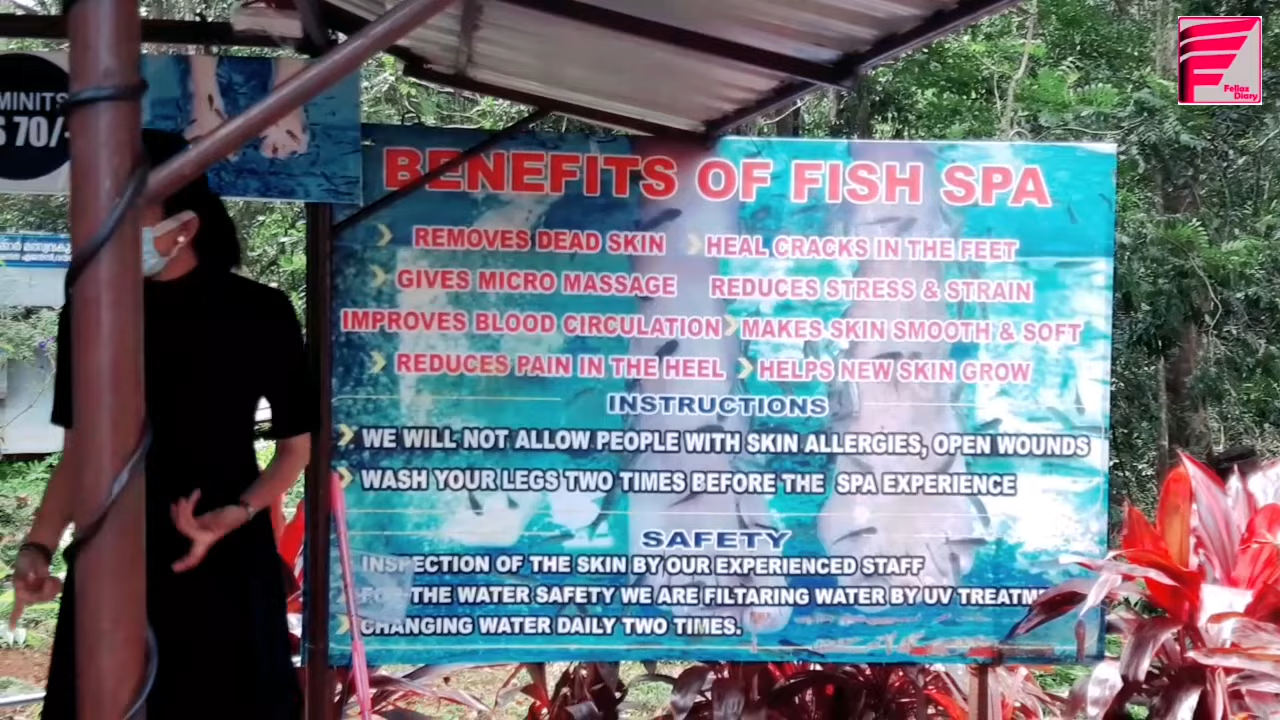 MINITS
70/-
Fellaz
Diary
BENEFITS OF FISH SPA
REMOVES DEAD SKIN HEAL CRACKS IN THE FEET
GIVES MICRO MASSAGE REDUCES STRESS & STRAIN
IMPROVES BLOOD CIRCULATION MAKES SKIN SMOOTH & SOFT
REDUCES PAIN IN THE HEEL HELPS NEW SKIN GROW
INSTRUCTIONS
WE WILL NOT ALLOW PEOPLE WITH SKIN ALLERGIES, OPEN WOUNDS
WASH YOUR LEGS TWO TIMES BEFORE THE SPA EXPERIENCE
SAFETY
INSPECTION OF THE SKIN BY OUR EXPERIENCED STAFF
THE WATER SAFETY WE ARE FILTARING WATER BY UV TREATM
CHANGING WATER DAILY TWO TIMES.